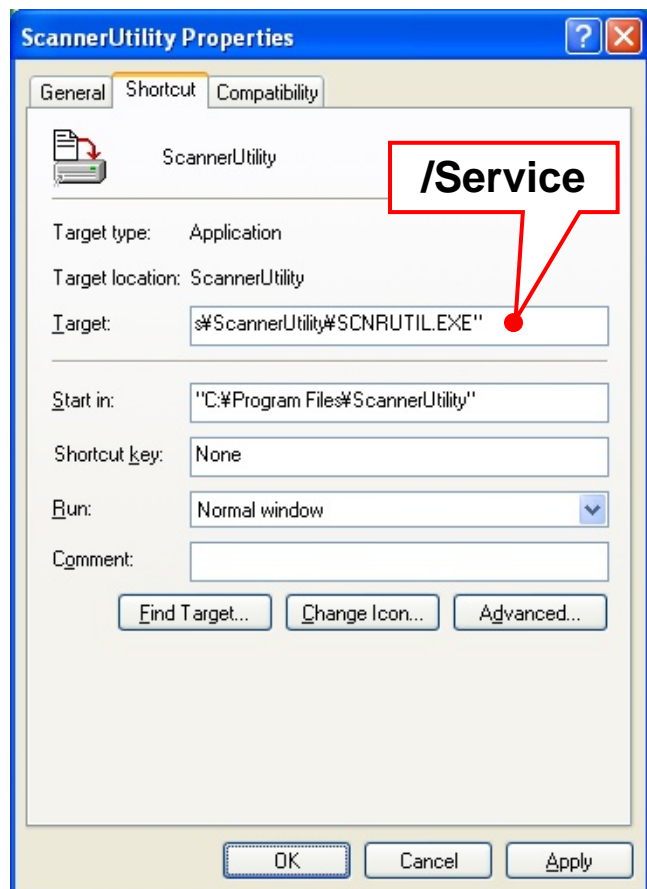 ScannerUtility Properties
General Shortcut Compatibility
ScannerUtility
/Service
Target type: Application
Target location: ScannerUtility
Target: s¥ScannerUtility¥SCNRUTIL.EXE"
Start in: "C:¥Program Files¥ScannerUtility"
Shortcut key: None
Run: Normal window
Comment:
Find Target... Change Icon... Advanced...
OK Cancel Apply